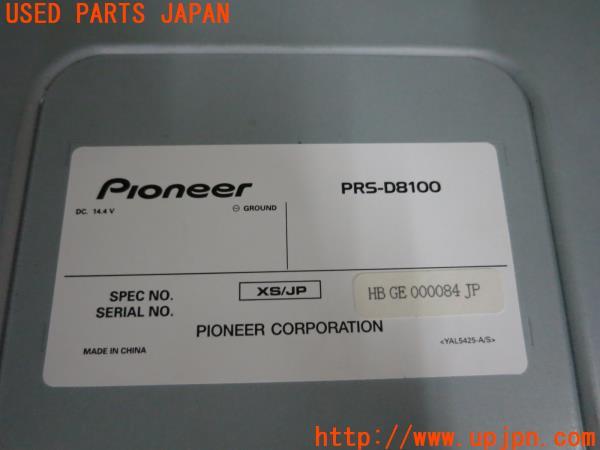 USED PARTS JAPAN
Pioneer
PRS-D8100
DC. 14.4 V
⊖ GROUND
SPEC NO.
XS/JP
HB GE 000084 JP
SERIAL NO.
PIONEER CORPORATION
MADE IN CHINA
<YAL5425-A/S>
UPJ
http://www.upjpn.com